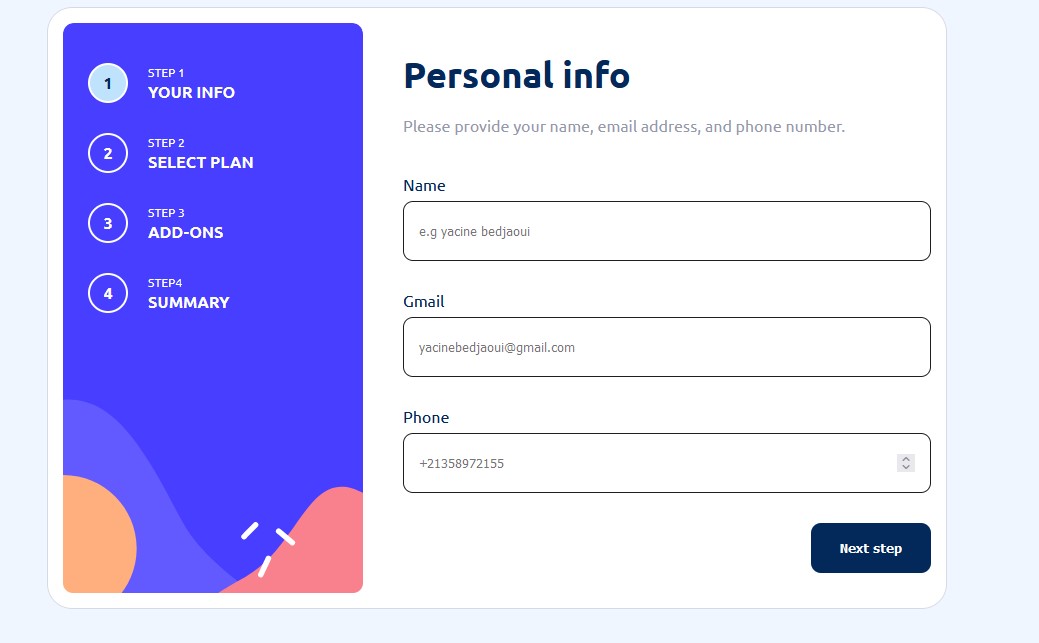 1
STEP 1
YOUR INFO
2
STEP 2
SELECT PLAN
3
STEP 3
ADD-ONS
4
STEP4
SUMMARY
Personal info
Please provide your name, email address, and phone number.
Name
e.g yacine bedjaoui
Gmail
yacinebedjaoui@gmail.com
Phone
+21358972155
Next step